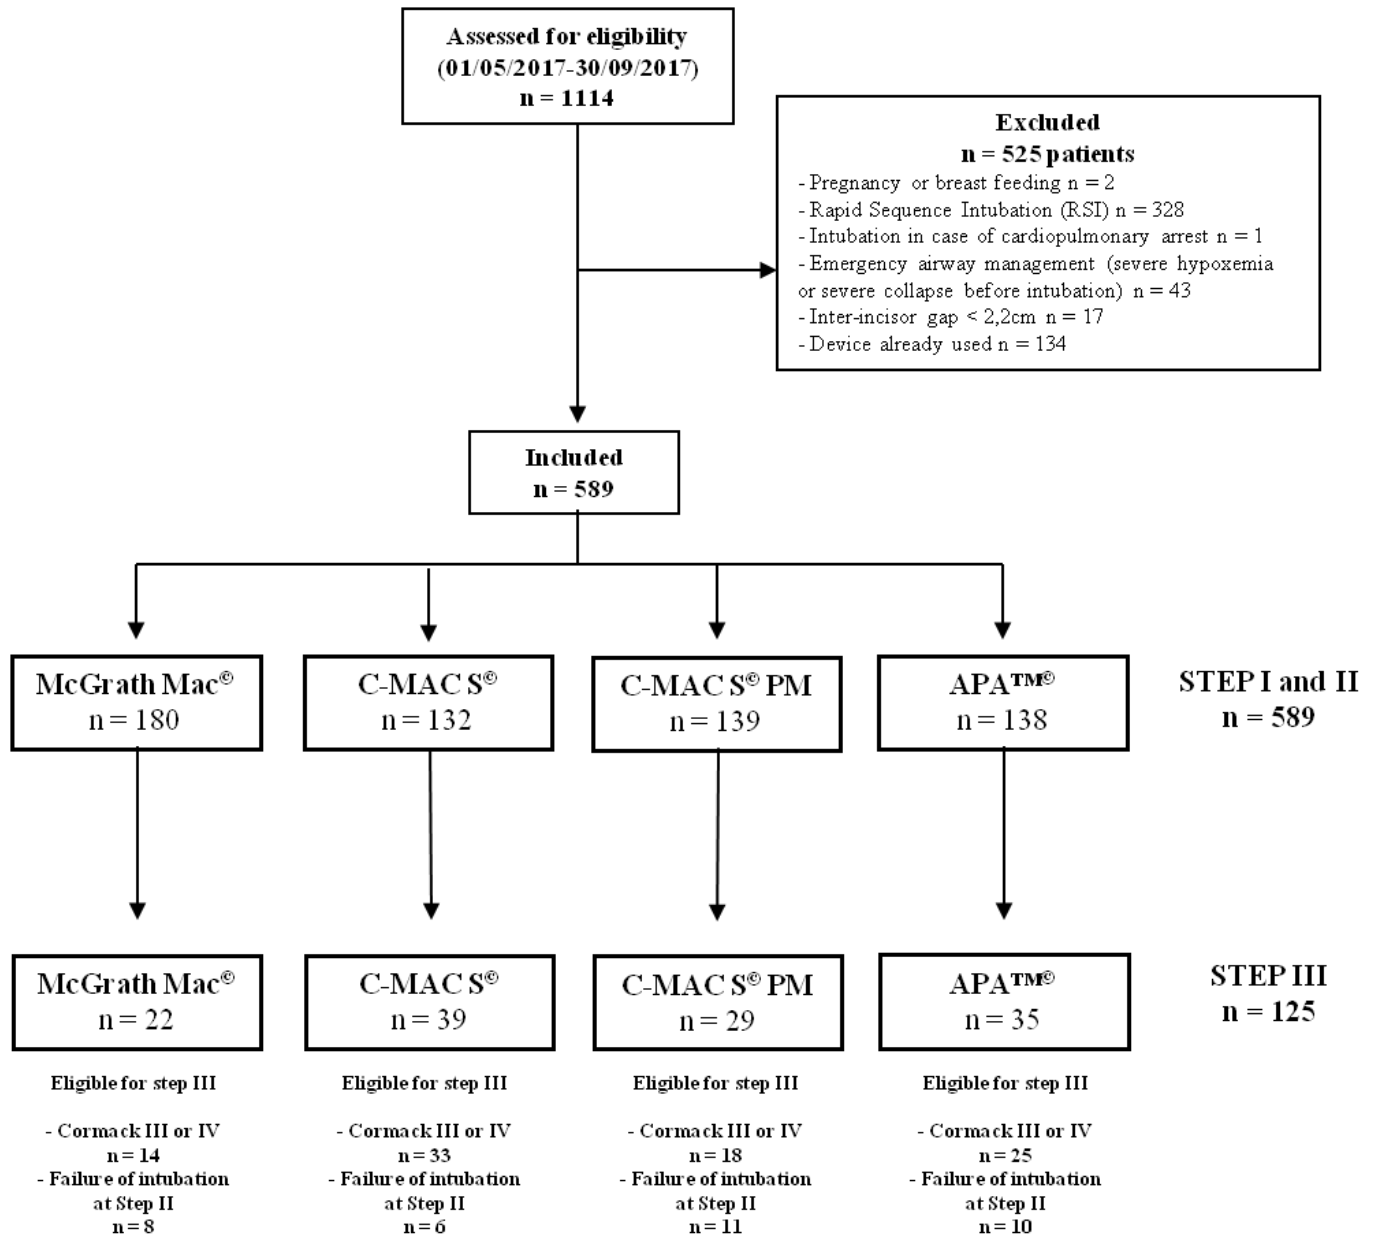 Assessed for eligibility
(01/05/2017-30/09/2017)
n = 1114
Excluded
n = 525 patients
- Pregnancy or breast feeding n = 2
- Rapid Sequence Intubation (RSI) n = 328
- Intubation in case of cardiopulmonary arrest n = 1
- Emergency airway management (severe hypoxemia
or severe collapse before intubation) n = 43
- Inter-incisor gap < 2,2cm n = 17
- Device already used n = 134
Included
n = 589
McGrath Mac©
n = 180
C-MAC S©
n = 132
C-MAC S© PM
n = 139
APA™©
n = 138
STEP I and II
n = 589
McGrath Mac©
n = 22
C-MAC S©
n = 39
C-MAC S© PM
n = 29
APA™©
n = 35
STEP III
n = 125
Eligible for step III
- Cormack III or IV
n = 14
- Failure of intubation
at Step II
n = 8
Eligible for step III
- Cormack III or IV
n = 33
- Failure of intubation
at Step II
n = 6
Eligible for step III
- Cormack III or IV
n = 18
- Failure of intubation
at Step II
n = 11
Eligible for step III
- Cormack III or IV
n = 25
- Failure of intubation
at Step II
n = 10